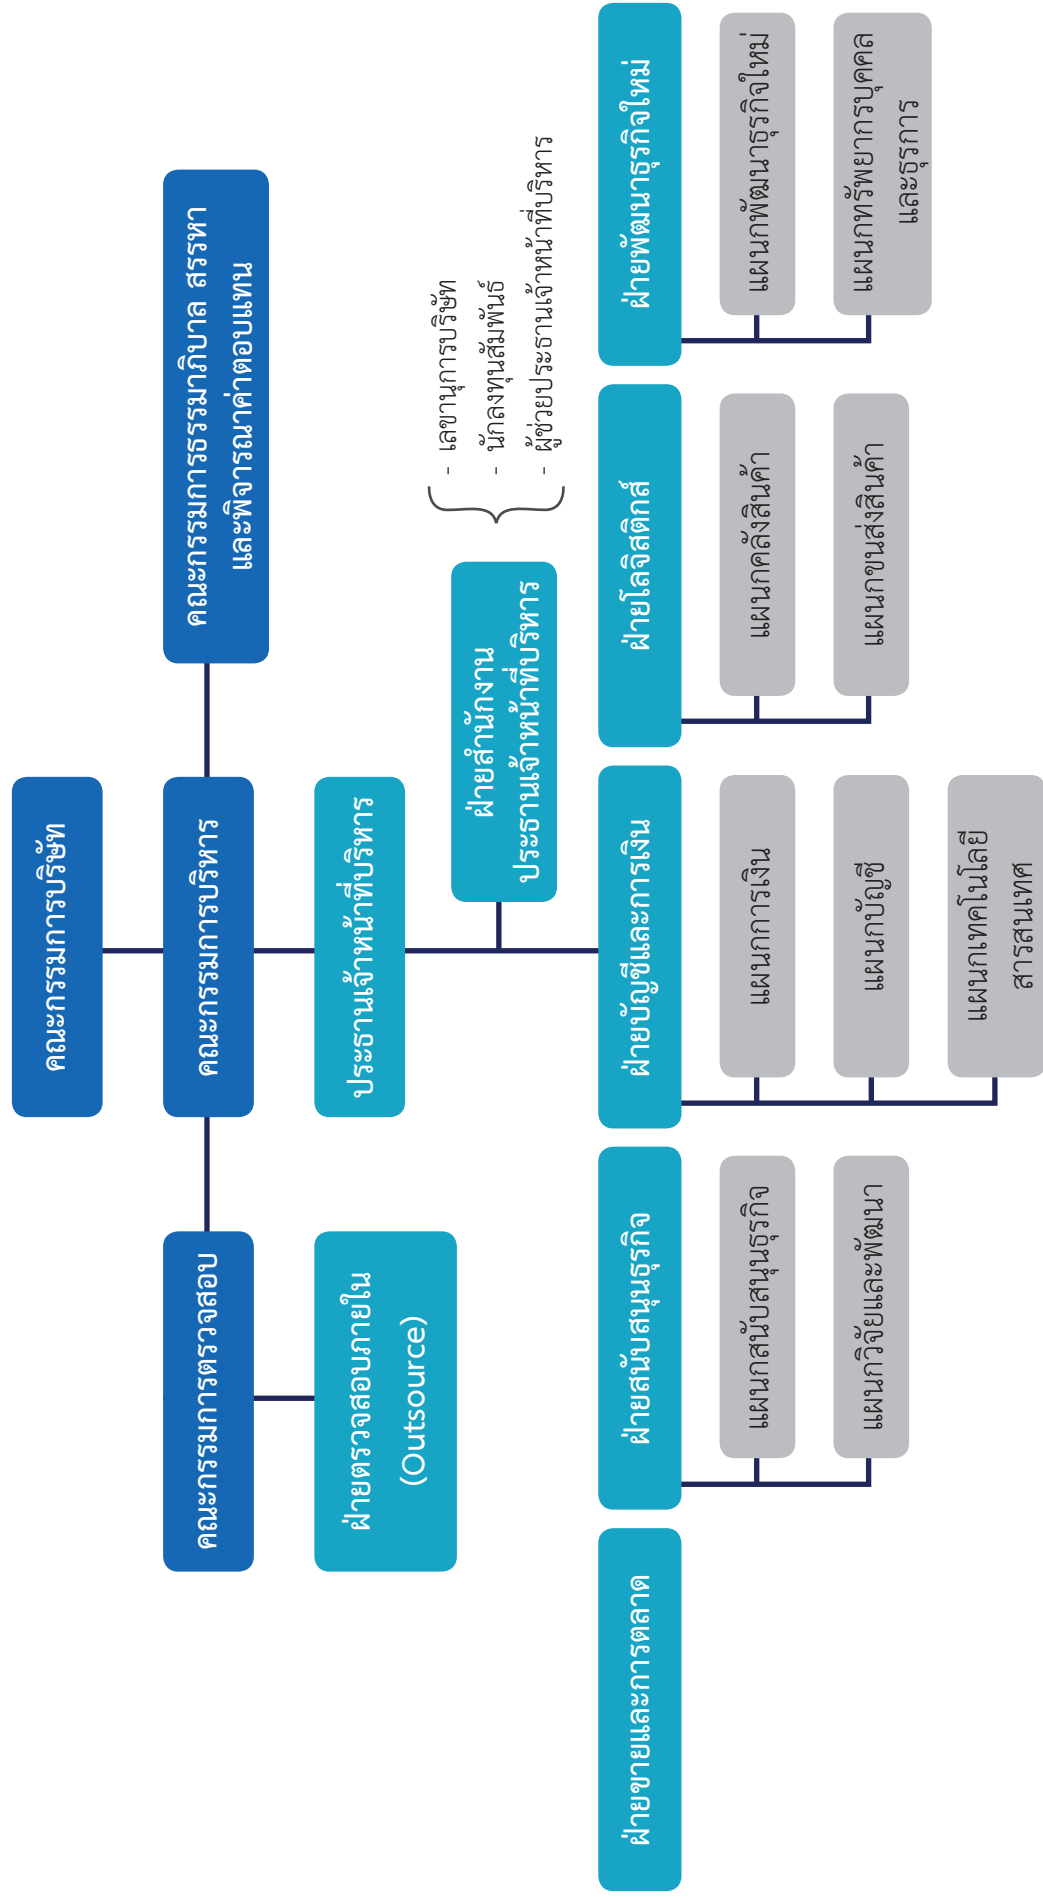 คณะกรรมการบริษัท
คณะกรรมการตรวจสอบ
คณะกรรมการบริหาร
คณะกรรมการธรรมาภิบาล สรรหา
และพิจารณาค่าตอบแทน
ฝ่ายตรวจสอบภายใน
(Outsource)
ประธานเจ้าหน้าที่บริหาร
ฝ่ายสำนักงาน
ประธานเจ้าหน้าที่บริหาร
- เลขานุการบริษัท
- นักลงทุนสัมพันธ์
- ผู้ช่วยประธานเจ้าหน้าที่บริหาร
ฝ่ายขายและการตลาด
ฝ่ายสนับสนุนธุรกิจ
แผนกสนับสนุนธุรกิจ
แผนกวิจัยและพัฒนา
ฝ่ายบัญชีและการเงิน
แผนกการเงิน
แผนกบัญชี
แผนกเทคโนโลยี
สารสนเทศ
ฝ่ายโลจิสติกส์
แผนกคลังสินค้า
แผนกขนส่งสินค้า
ฝ่ายพัฒนาธุรกิจใหม่
แผนกพัฒนาธุรกิจใหม่
แผนกทรัพยากรบุคคล
และธุรการ